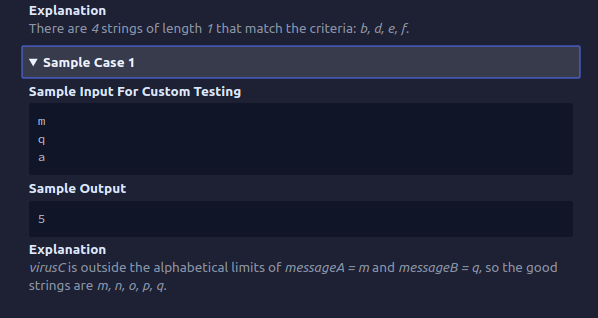 Explanation
There are 4 strings of length 1 that match the criteria: b, d, e, f.
▼ Sample Case 1
Sample Input For Custom Testing
m
q
a
Sample Output
5
Explanation
virusC is outside the alphabetical limits of messageA = m and messageB = q, so the good
strings are m, n, o, p, q.